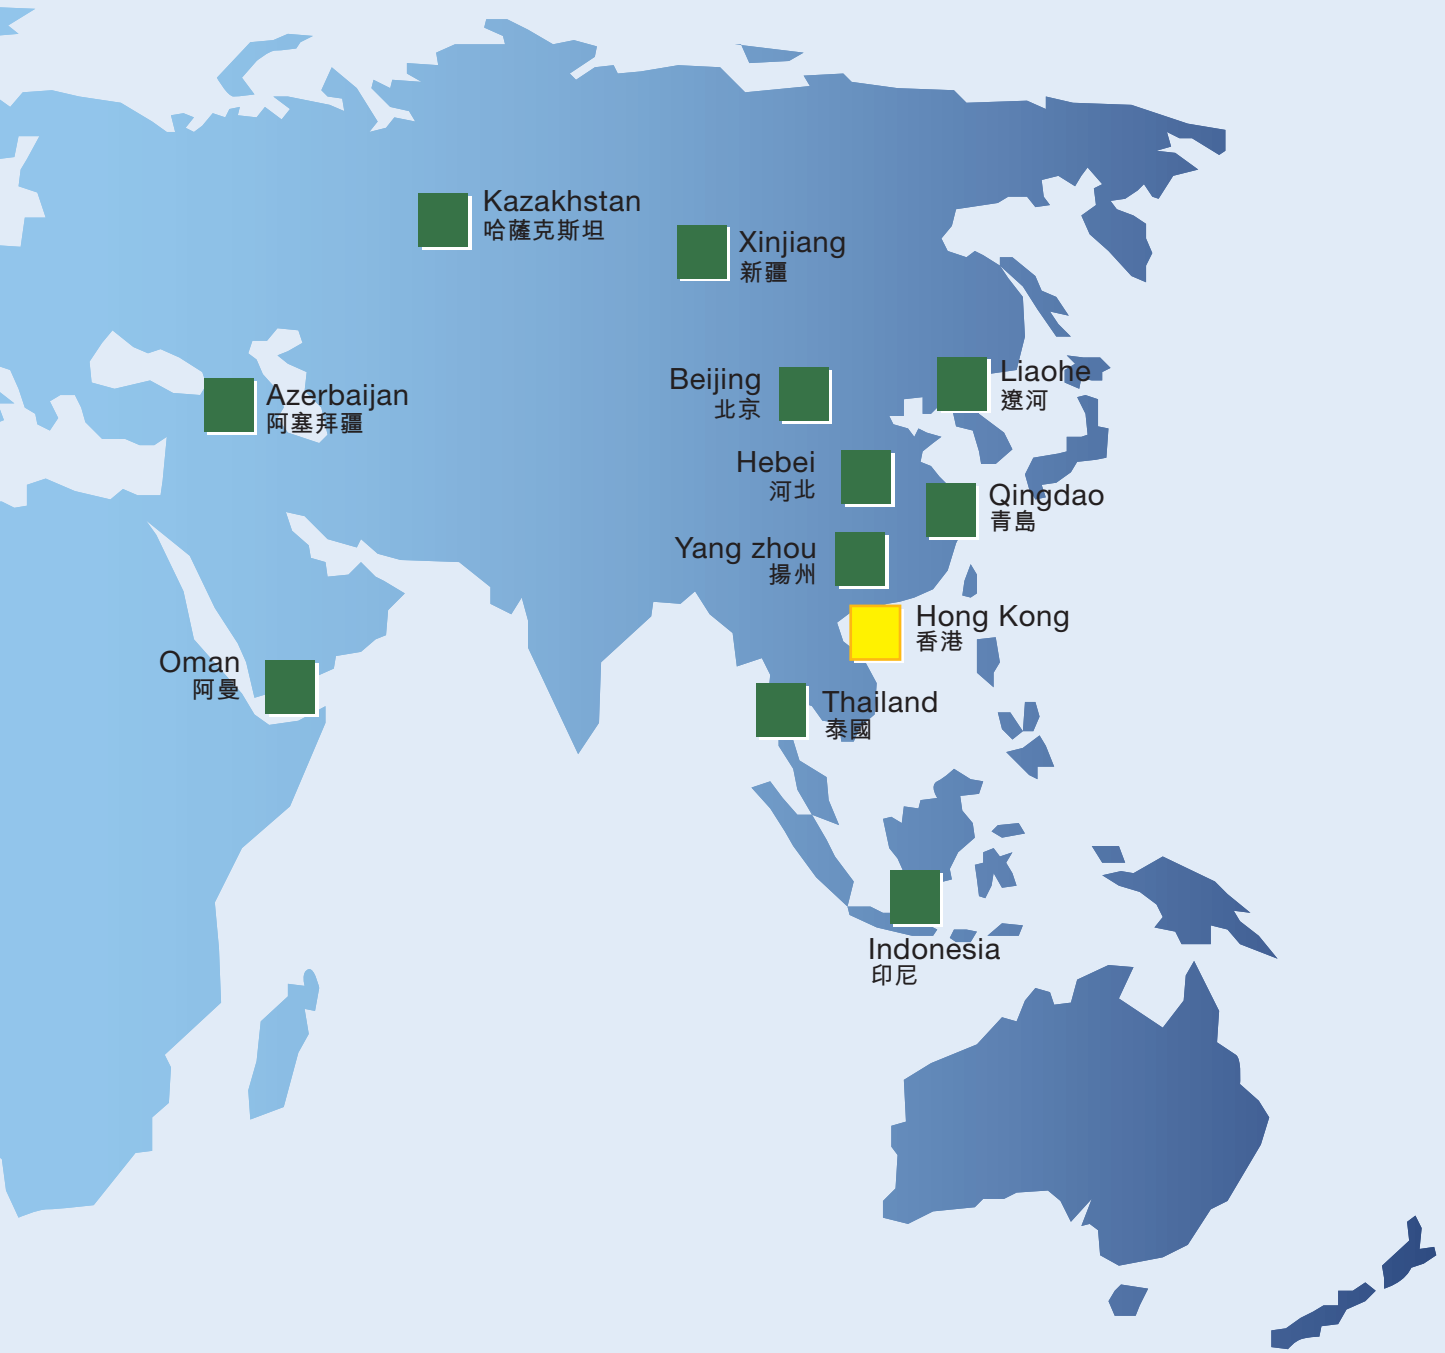 Kazakhstan
哈薩克斯坦
Xinjiang
新疆
Beijing
北京
Liaohe
遼河
Azerbaijan
阿塞拜疆
Hebei
河北
Qingdao
青島
Yang zhou
揚州
Hong Kong
香港
Oman
阿曼
Thailand
泰國
Indonesia
印尼